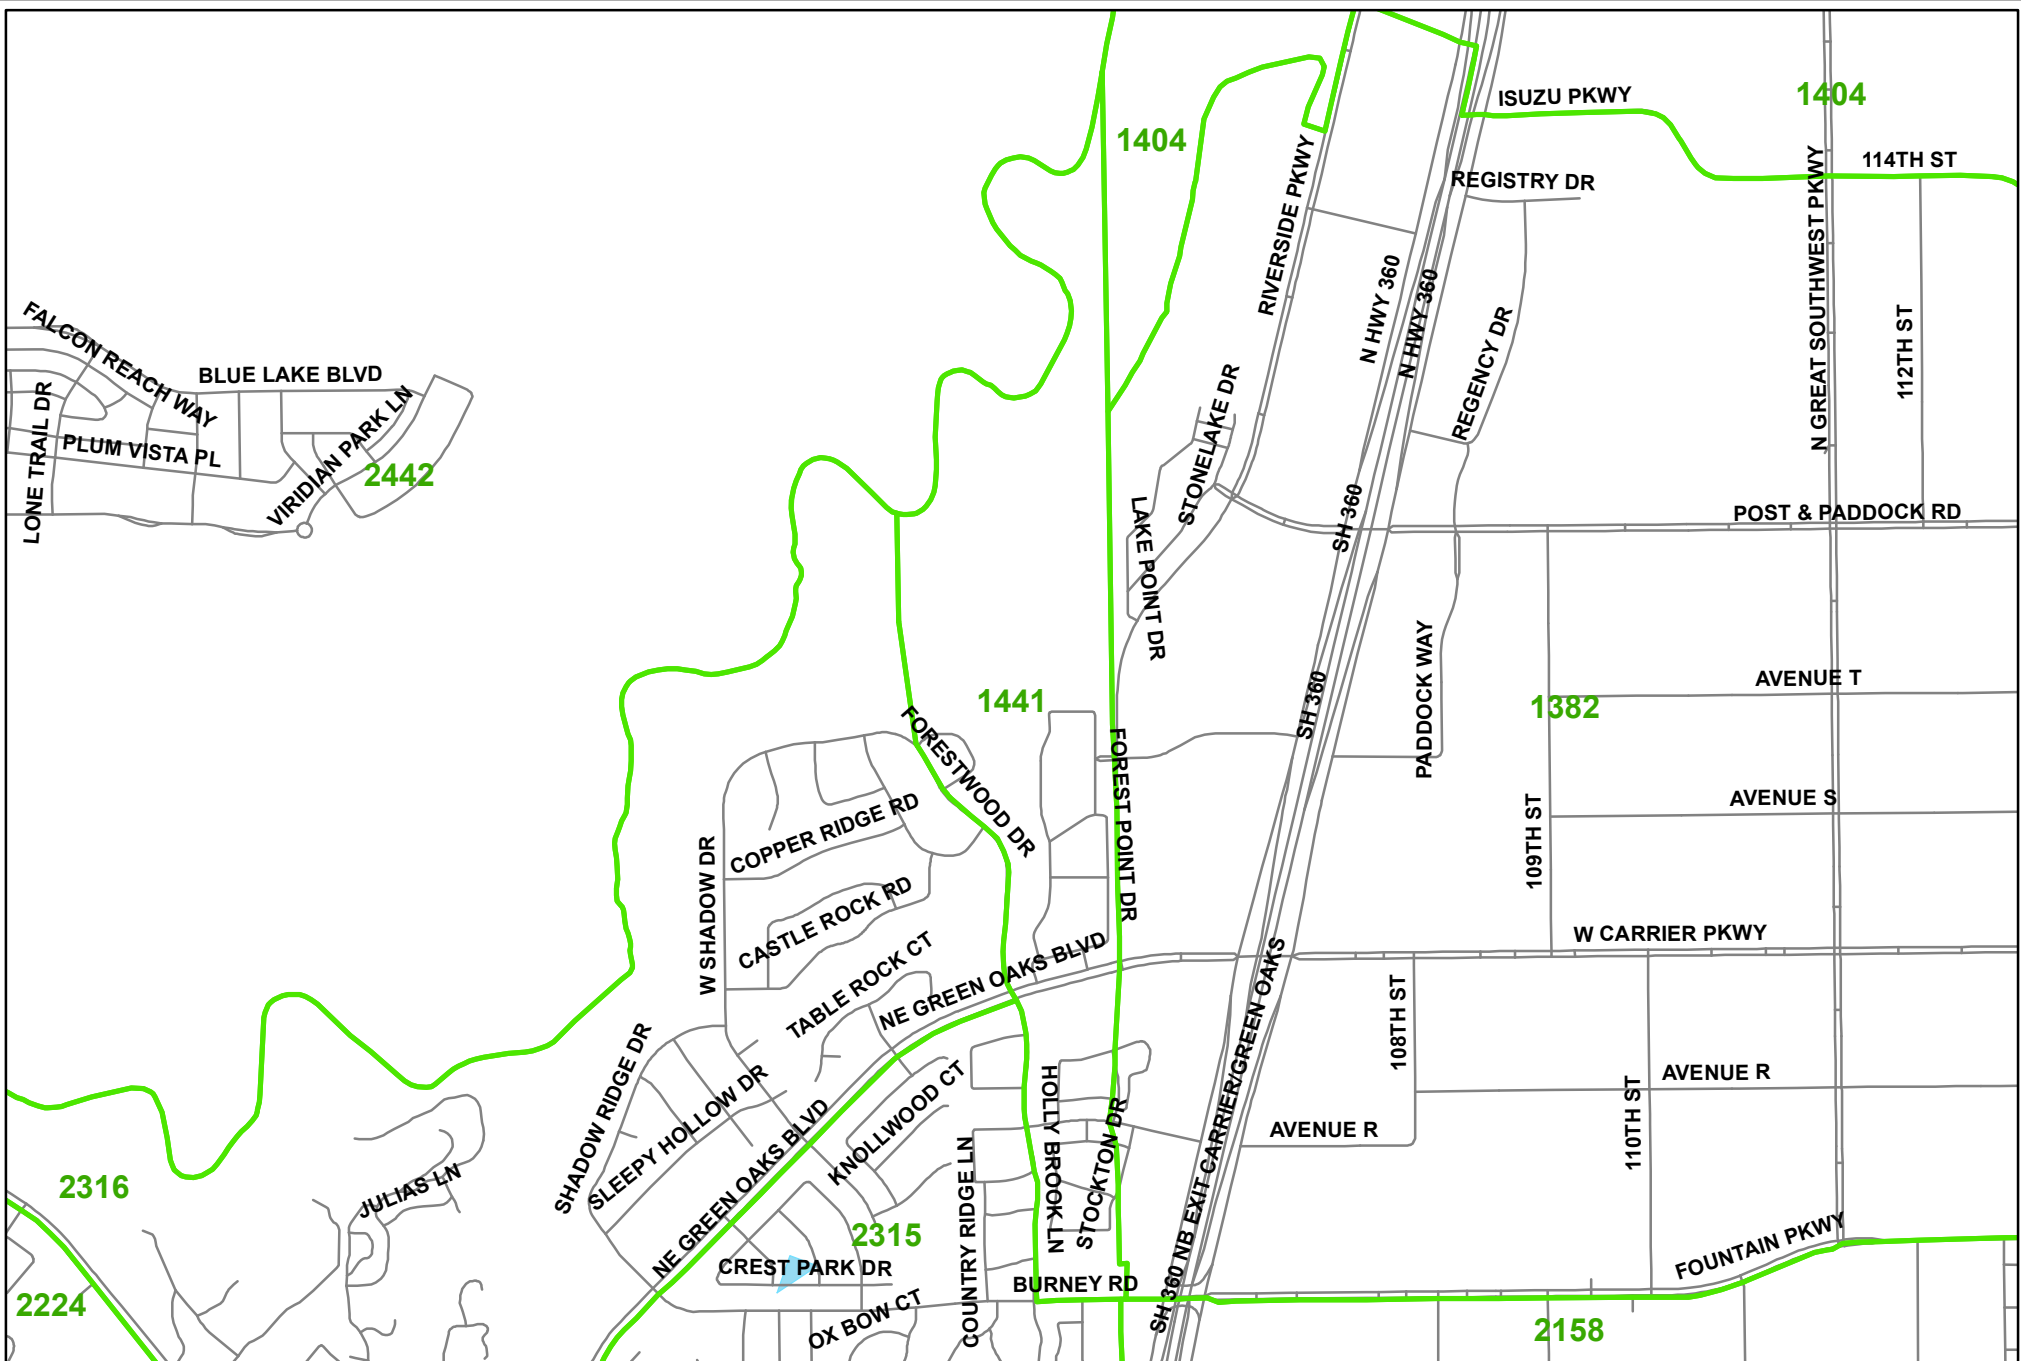 ISUZU PKWY
1404
1404
114TH ST
REGISTRY DR
RIVERSIDE PKWY
N GREAT SOUTHWEST PKWY
N HWY 360
N HWY 360
112TH ST
REGENCY DR
FALCON REACH WAY
BLUE LAKE BLVD
LONE TRAIL DR
PLUM VISTA PL
VIRIDIAN PARK LN
2442
STONELAKE DR
LAKE POINT DR
SH 360
POST & PADDOCK RD
PADDOCK WAY
SH 360
AVENUE T
1382
1441
FORESTWOOD DR
FOREST POINT DR
AVENUE S
109TH ST
COPPER RIDGE RD
W SHADOW DR
CASTLE ROCK RD
TABLE ROCK CT
NE GREEN OAKS BLVD
W CARRIER PKWY
108TH ST
SH 360 NB EXIT CARRIER/GREEN OAKS
SHADOW RIDGE DR
SLEEPY HOLLOW DR
KNOLLWOOD CT
HOLLY BROOK LN
STOCKTON DR
AVENUE R
110TH ST
AVENUE R
NE GREEN OAKS BLVD
COUNTRY RIDGE LN
2316
JULIAS LN
2315
CREST PARK DR
BURNEY RD
FOUNTAIN PKWY
2224
OX BOW CT
2158